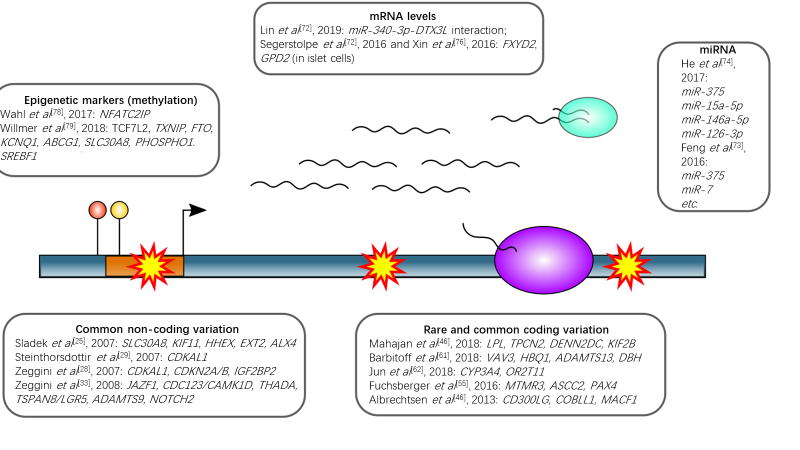 mRNA levels
Lin et al[72], 2019: miR-340-3p-DTX3L interaction;
Segerstolpe et al[72], 2016 and Xin et al[76], 2016: FXYD2,
GPD2 (in islet cells)
miRNA
He et al[74],
2017:
miR-375
miR-15a-5p
miR-146a-5p
miR-126-3p
Feng et al[73],
2016:
miR-375
miR-7
etc.
Epigenetic markers (methylation)
Wahl et al[78], 2017: NFATC2IP
Willmer et al[79], 2018: TCF7L2, TXNIP, FTO,
KCNQ1, ABCG1, SLC30A8, PHOSPHO1.
SREBF1
Common non-coding variation
Sladek et al[25], 2007: SLC30A8, KIF11, HHEX, EXT2, ALX4
Steinthorsdottir et al[29], 2007: CDKAL1
Zeggini et al[28], 2007: CDKAL1, CDKN2A/B, IGF2BP2
Zeggini et al[33], 2008: JAZF1, CDC123/CAMK1D, THADA,
TSPAN8/LGR5, ADAMTS9, NOTCH2
Rare and common coding variation
Mahajan et al[46], 2018: LPL, TPCN2, DENN2DC, KIF2B
Barbitoff et al[61], 2018: VAV3, HBQ1, ADAMTS13, DBH
Jun et al[62], 2018: CYP3A4, OR2T11
Fuchsberger et al[55], 2016: MTMR3, ASCC2, PAX4
Albrechtsen et al[46], 2013: CD300LG, COBLL1, MACF1